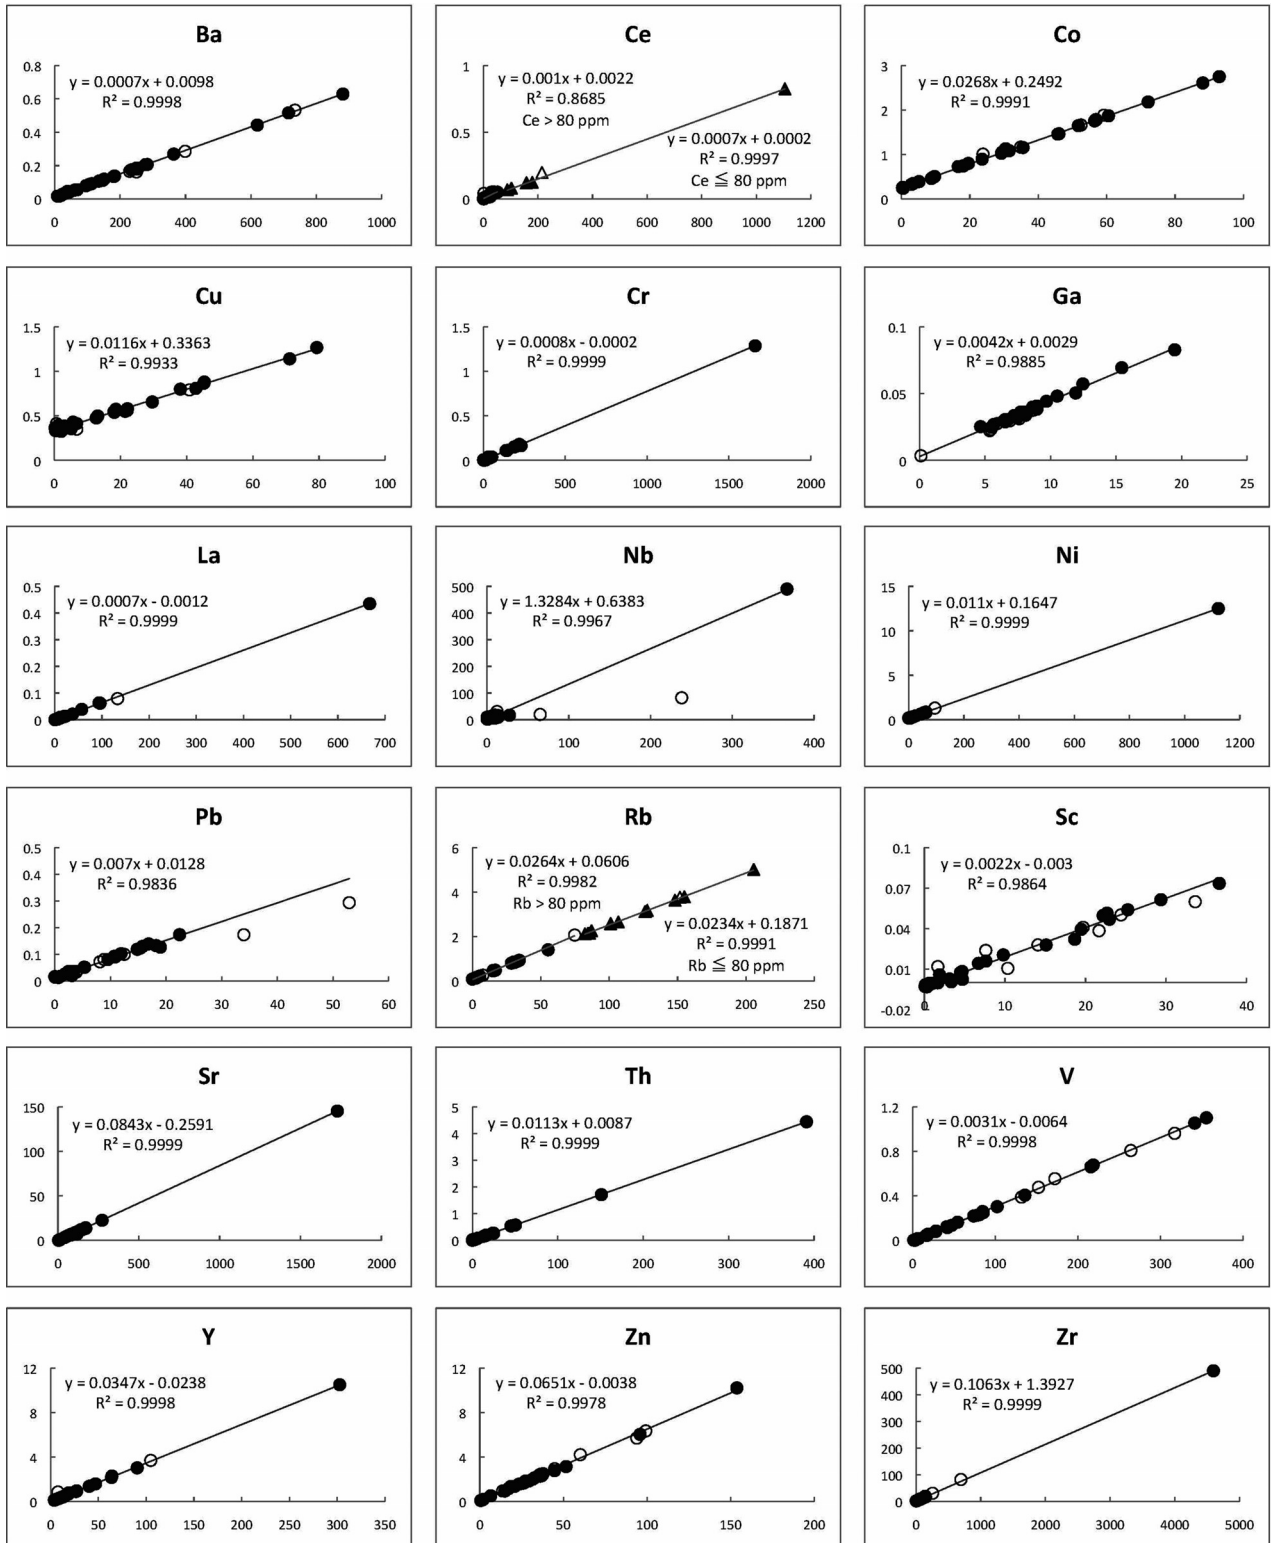 Ba
0.8
0.6
0.4
0.2
0
y = 0.0007x + 0.0098
R² = 0.9998
0 200 400 600 800 1000
Ce
1
0.5
0
y = 0.001x + 0.0022
R² = 0.8685
Ce > 80 ppm
y = 0.0007x + 0.0002
R² = 0.9997
Ce ≦ 80 ppm
0 200 400 600 800 1000 1200
Co
3
2
1
0
y = 0.0268x + 0.2492
R² = 0.9991
0 20 40 60 80 100
Cu
1.5
1
0.5
0
y = 0.0116x + 0.3363
R² = 0.9933
0 20 40 60 80 100
Cr
1.5
1
0.5
0
y = 0.0008x - 0.0002
R² = 0.9999
0 500 1000 1500 2000
Ga
0.1
0.05
0
y = 0.0042x + 0.0029
R² = 0.9885
0 5 10 15 20 25
La
0.5
0.4
0.3
0.2
0.1
0
y = 0.0007x - 0.0012
R² = 0.9999
0 100 200 300 400 500 600 700
Nb
500
400
300
200
100
0
y = 1.3284x + 0.6383
R² = 0.9967
0 100 200 300 400
Ni
15
10
5
0
y = 0.011x + 0.1647
R² = 0.9999
0 200 400 600 800 1000 1200
Pb
0.5
0.4
0.3
0.2
0.1
0
y = 0.007x + 0.0128
R² = 0.9836
0 20 40 60
Rb
6
4
2
0
y = 0.0264x + 0.0606
R² = 0.9982
Rb > 80 ppm
y = 0.0234x + 0.1871
R² = 0.9991
Rb ≦ 80 ppm
0 50 100 150 200 250
Sc
0.1
0.07
0.04
0.01
-0.02
y = 0.0022x - 0.003
R² = 0.9864
0 10 20 30 40
Sr
150
100
50
0
y = 0.0843x - 0.2591
R² = 0.9999
0 500 1000 1500 2000
Th
5
4
3
2
1
0
y = 0.0113x + 0.0087
R² = 0.9999
0 100 200 300 400
V
1.2
0.8
0.4
0
y = 0.0031x - 0.0064
R² = 0.9998
0 100 200 300 400
Y
12
8
4
0
y = 0.0347x - 0.0238
R² = 0.9998
0 50 100 150 200 250 300 350
Zn
12
8
4
0
y = 0.0651x - 0.0038
R² = 0.9978
0 50 100 150 200
Zr
500
400
300
200
100
0
y = 0.1063x + 1.3927
R² = 0.9999
0 1000 2000 3000 4000 5000